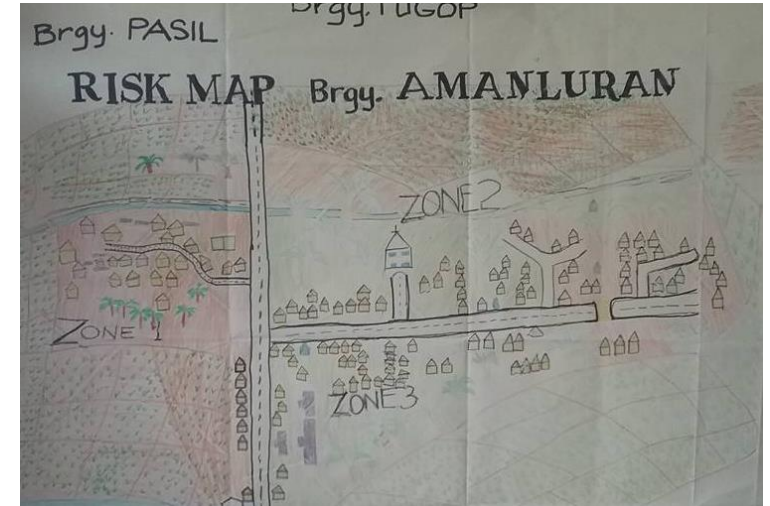 Brgy. TUGOP
Brgy. PASIL
RISK MAP Brgy. AMANLURAN
ZONE 2
ZONE 1
ZONE 3